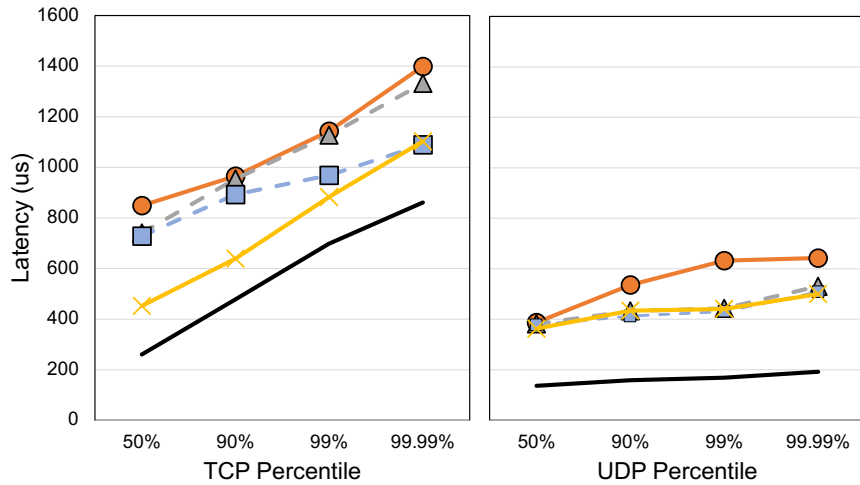 1600
1400
1200
1000
800
600
400
200
0
Latency (us)
50% 90% 99% 99.99%
TCP Percentile
50% 90% 99% 99.99%
UDP Percentile